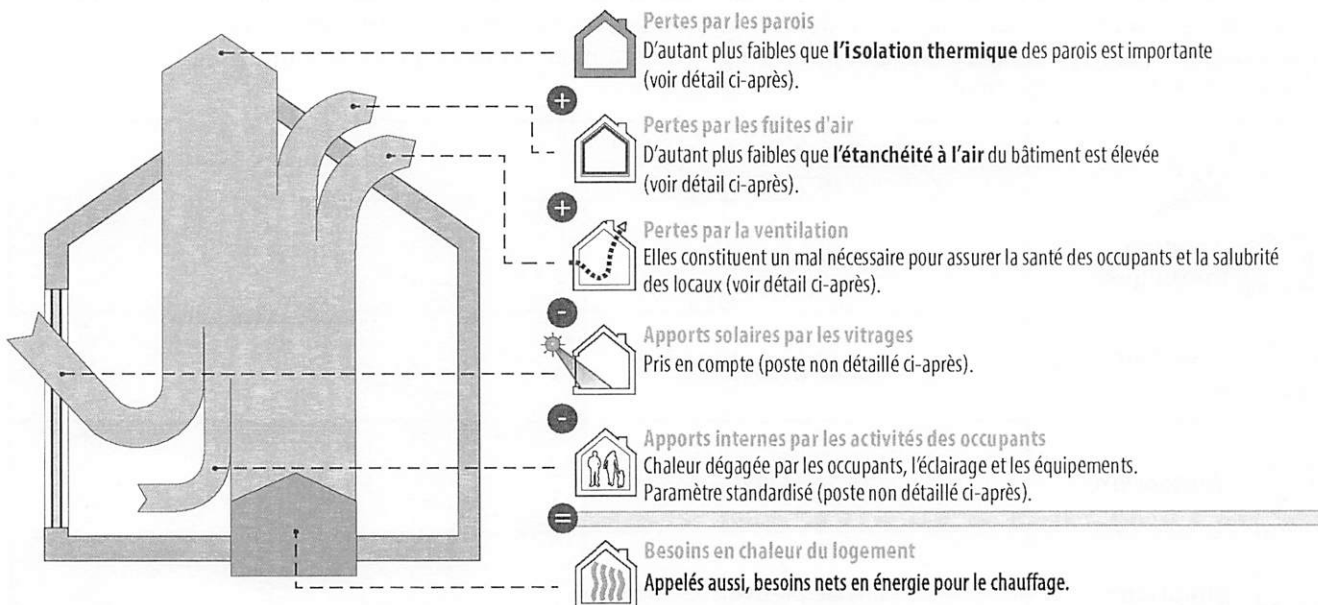 Pertes par les parois
D'autant plus faibles que l'isolation thermique des parois est importante
(voir détail ci-après).
+
Pertes par les fuites d'air
D'autant plus faibles que l'étanchéité à l'air du bâtiment est élevée
(voir détail ci-après).
+
Pertes par la ventilation
Elles constituent un mal nécessaire pour assurer la santé des occupants et la salubrité
des locaux (voir détail ci-après).
-
Apports solaires par les vitrages
Pris en compte (poste non détaillé ci-après).
-
Apports internes par les activités des occupants
Chaleur dégagée par les occupants, l'éclairage et les équipements.
Paramètre standardisé (poste non détaillé ci-après).
=
Besoins en chaleur du logement
Appelés aussi, besoins nets en énergie pour le chauffage.